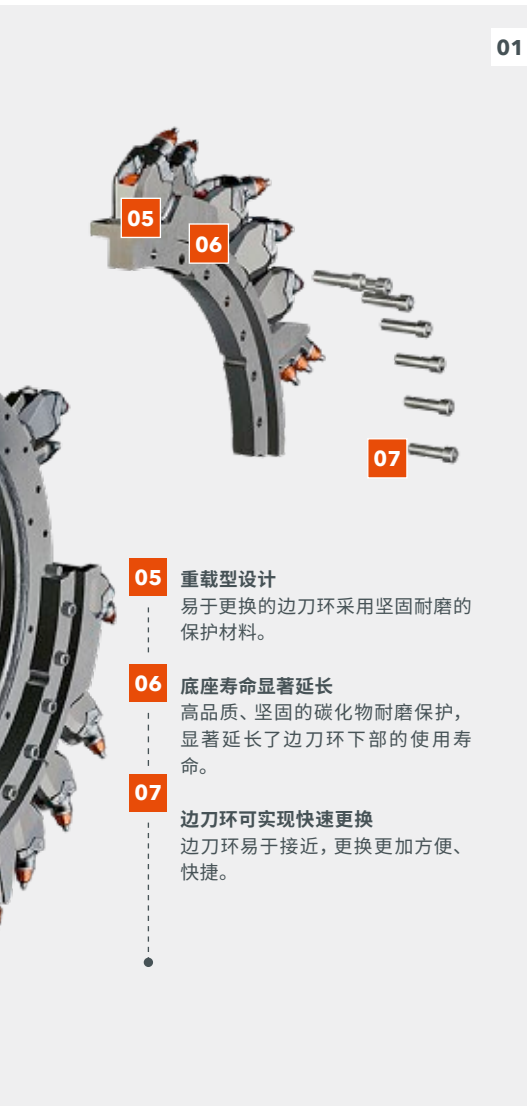 01
05
06
07
05
重载型设计
易于更换的边刀环采用坚固耐磨的
保护材料。
06
底座寿命显著延长
高品质、坚固的碳化物耐磨保护，
显著延长了边刀环下部的使用寿
命。
07
边刀环可实现快速更换
边刀环易于接近，更换更加方便、
快捷。